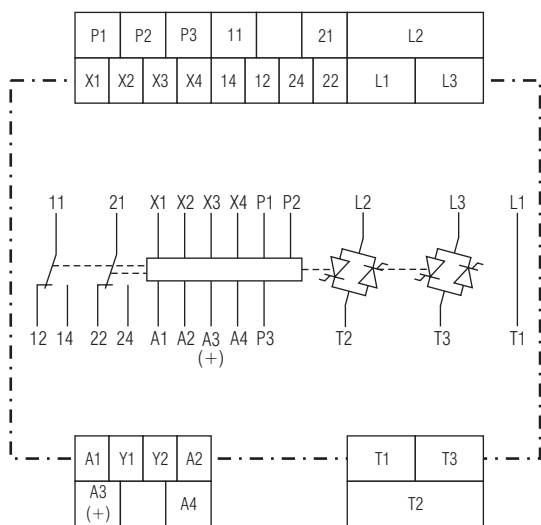 P1 P2 P3 11 21 L2
X1 X2 X3 X4 14 12 24 22 L1 L3
11 21 X1 X2 X3 X4 P1 P2 L2 L3 L1
12 14 22 24 A1 A2 A3 A4 P3 T2 T3 T1
(+)
A1 Y1 Y2 A2 T1 T3
A3 A4 T2
(+)